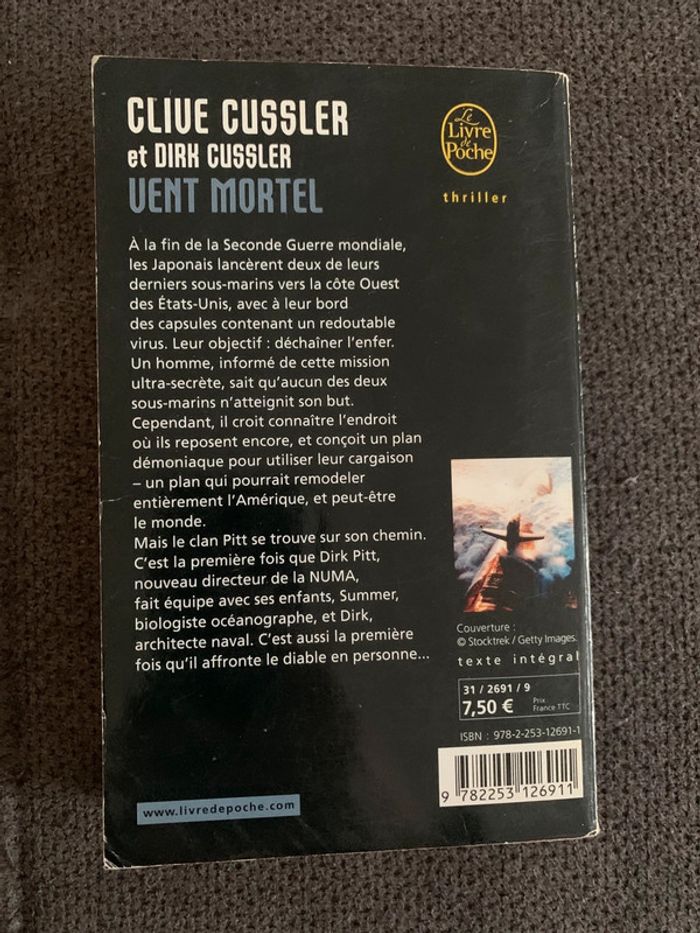 CLIVE CUSSLER
et DIRK CUSSLER
VENT MORTEL
Le
Livre
de
Poche
thriller
À la fin de la Seconde Guerre mondiale,
les Japonais lancèrent deux de leurs
derniers sous-marins vers la côte Ouest
des États-Unis, avec à leur bord
des capsules contenant un redoutable
virus. Leur objectif : déchaîner l'enfer.
Un homme, informé de cette mission
ultra-secrète, sait qu'aucun des deux
sous-marins n'atteignit son but.
Cependant, il croit connaître l'endroit
où ils reposent encore, et conçoit un plan
démoniaque pour utiliser leur cargaison
– un plan qui pourrait remodeler
entièrement l'Amérique, et peut-être
le monde.
Mais le clan Pitt se trouve sur son chemin.
C'est la première fois que Dirk Pitt,
nouveau directeur de la NUMA,
fait équipe avec ses enfants, Summer,
biologiste océanographe, et Dirk,
architecte naval. C'est aussi la première
fois qu'il affronte le diable en personne...
Couverture :
© Stocktrek / Getty Images.
texte intégral
31 / 2691 / 9
7,50 € Prix
France TTC
ISBN : 978-2-253-12691-1
9 782253 126911
www.livredepoche.com